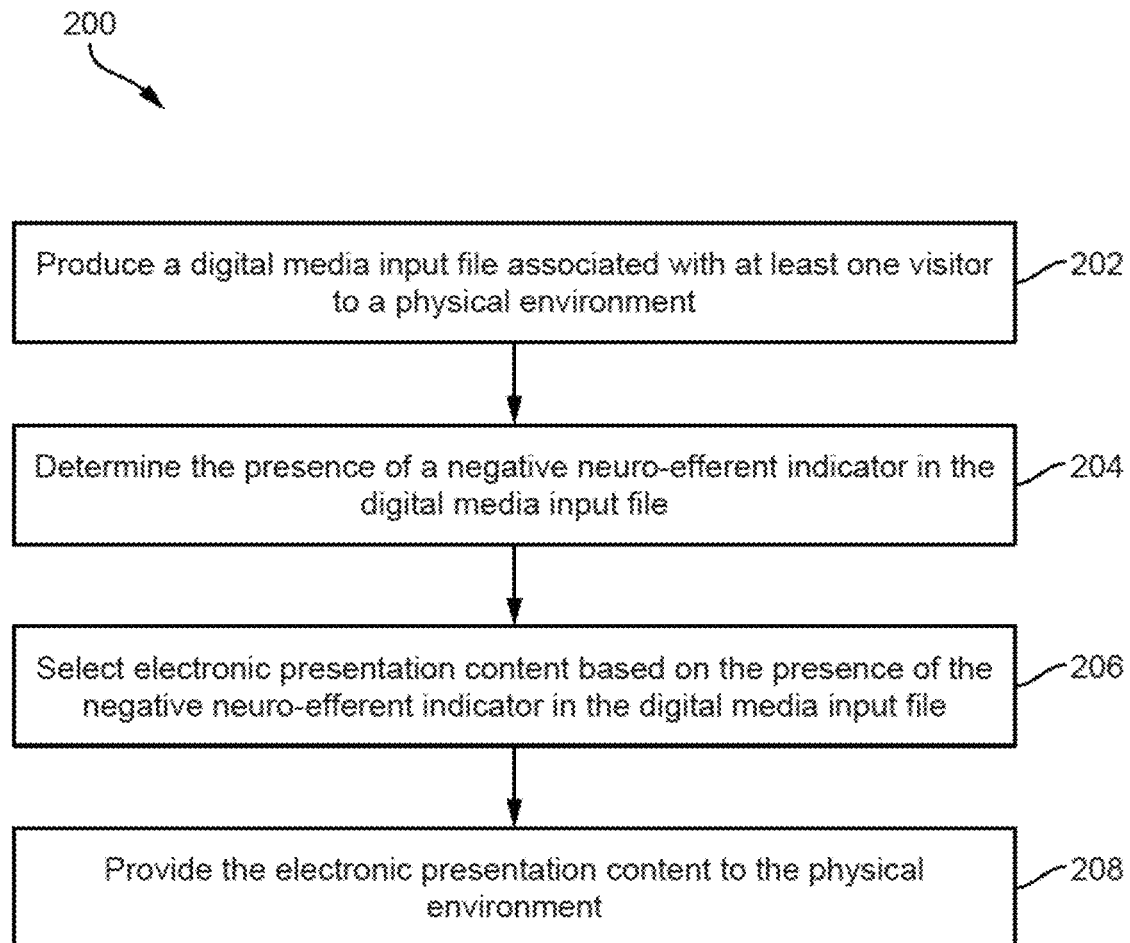 200
Produce a digital media input file associated with at least one visitor
to a physical environment
202
Determine the presence of a negative neuro-efferent indicator in the
digital media input file
204
Select electronic presentation content based on the presence of the
negative neuro-efferent indicator in the digital media input file
206
Provide the electronic presentation content to the physical
environment
208